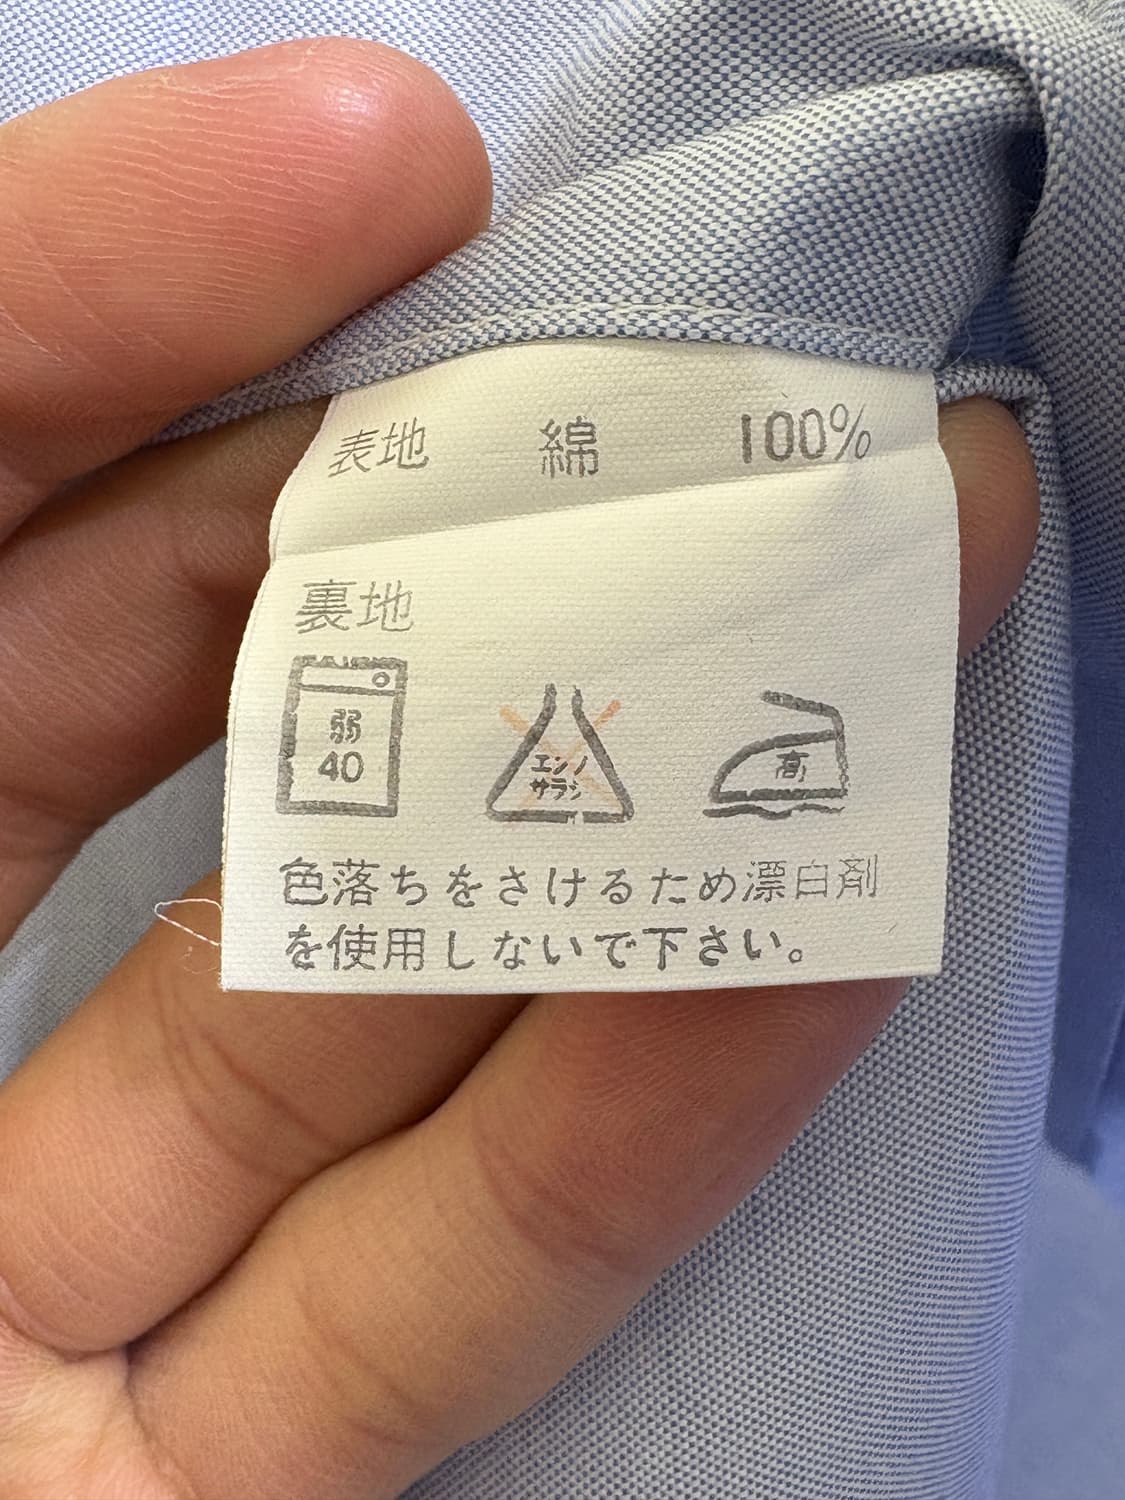 表地 綿 100%
裏地
弱
40
エンソ
サラシ
高
色落ちをさけるため漂白剤
を使用しないで下さい。